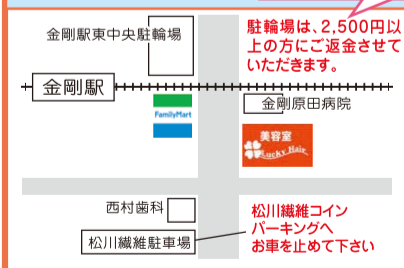 金剛駅東中央駐輪場
駐輪場は、2,500円以
上の方にご返金させて
いただきます。
金剛駅
FamilyMart
金剛原田病院
美容室
Lucky Hair
西村歯科
松川繊維駐車場
松川繊維コイン
パーキングへ
お車を止めて下さい